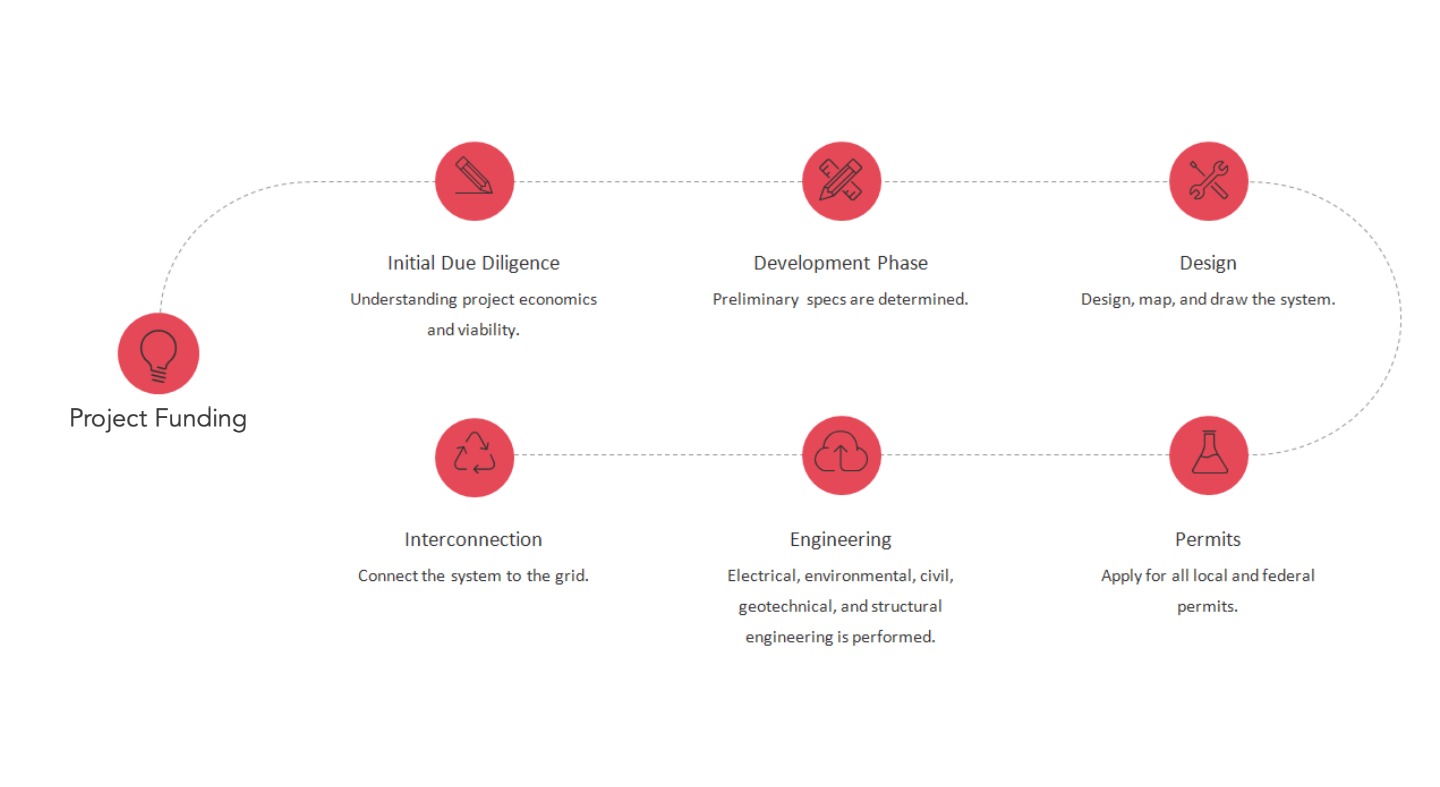 Initial Due Diligence
Understanding project economics
and viability.
Development Phase
Preliminary specs are determined.
Design
Design, map, and draw the system.
Project Funding
Interconnection
Connect the system to the grid.
Engineering
Electrical, environmental, civil,
geotechnical, and structural
engineering is performed.
Permits
Apply for all local and federal
permits.